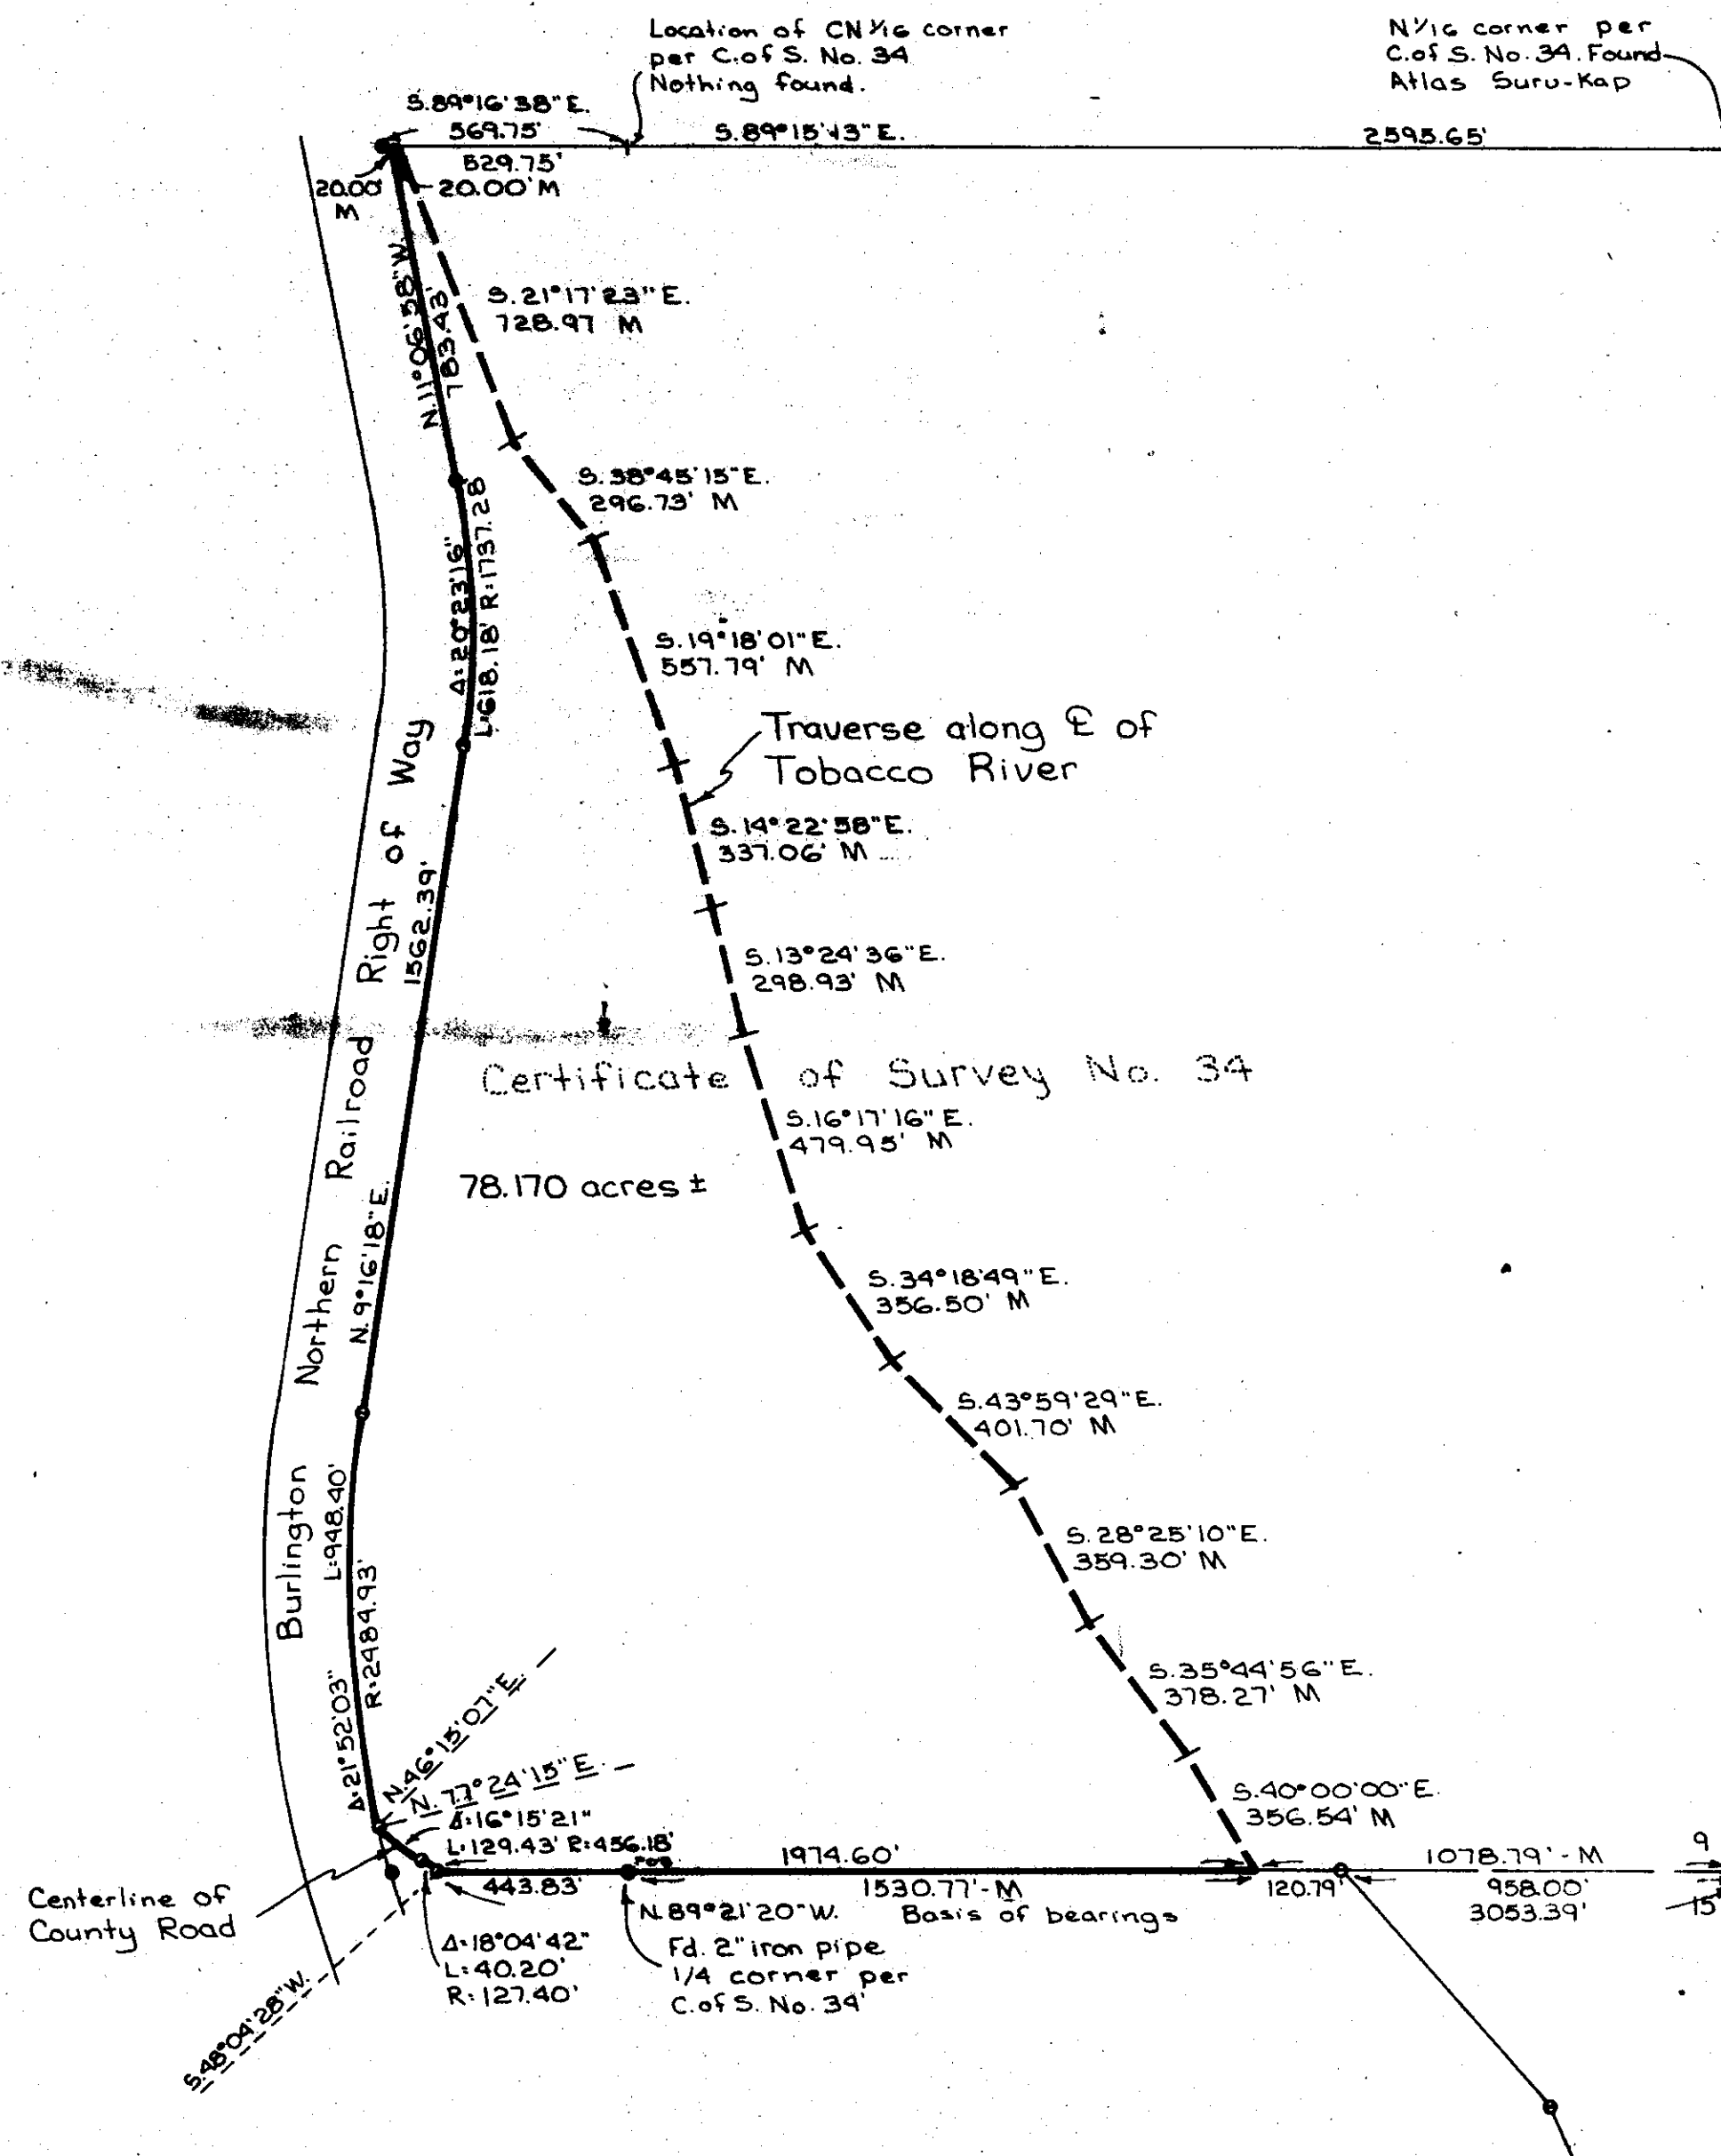 Location of CN 1/16 corner
per C.of S. No. 34
Nothing found.
N 1/16 corner per
C.of S. No. 34. Found
Atlas Suru-Kap
S.89°16'38"E.
569.75'
S.89°15'43"E.
2595.65'
529.75'
20.00'
M
20.00' M
N.11°06'58"W.
783.43'
S.21°17'23"E.
728.97 M
S.38°45'15"E.
296.73' M
Δ:20°23'16"
L:618.18' R:1737.28
S.19°18'01"E.
557.79' M
Traverse along ℄ of
Tobacco River
S.14°22'58"E.
337.06' M
S.13°24'36"E.
298.93' M
Certificate of Survey No. 34
S.16°17'16"E.
479.95' M
78.170 acres ±
Burlington Northern Railroad Right of Way
1562.39'
N.9°16'18"E.
S.34°18'49"E.
356.50' M
S.43°59'29"E.
401.70' M
L:948.40'
R:2484.93'
Δ:21°52'03"
S.28°25'10"E.
359.30' M
S.35°44'56"E.
378.27' M
N.46°15'07"E.
N.77°24'15"E.
Δ:16°15'21"
L:129.43' R:456.18'
S.40°00'00"E.
356.54' M
POB
1974.60'
1078.79'-M
9
443.83'
1530.77'-M
120.79'
958.00'
15
3053.39'
N.89°21'20"W. Basis of bearings
Centerline of
County Road
Δ:18°04'42"
L:40.20'
R:127.40'
Fd. 2" iron pipe
1/4 corner per
C.of S. No. 34
S.48°04'28"W.